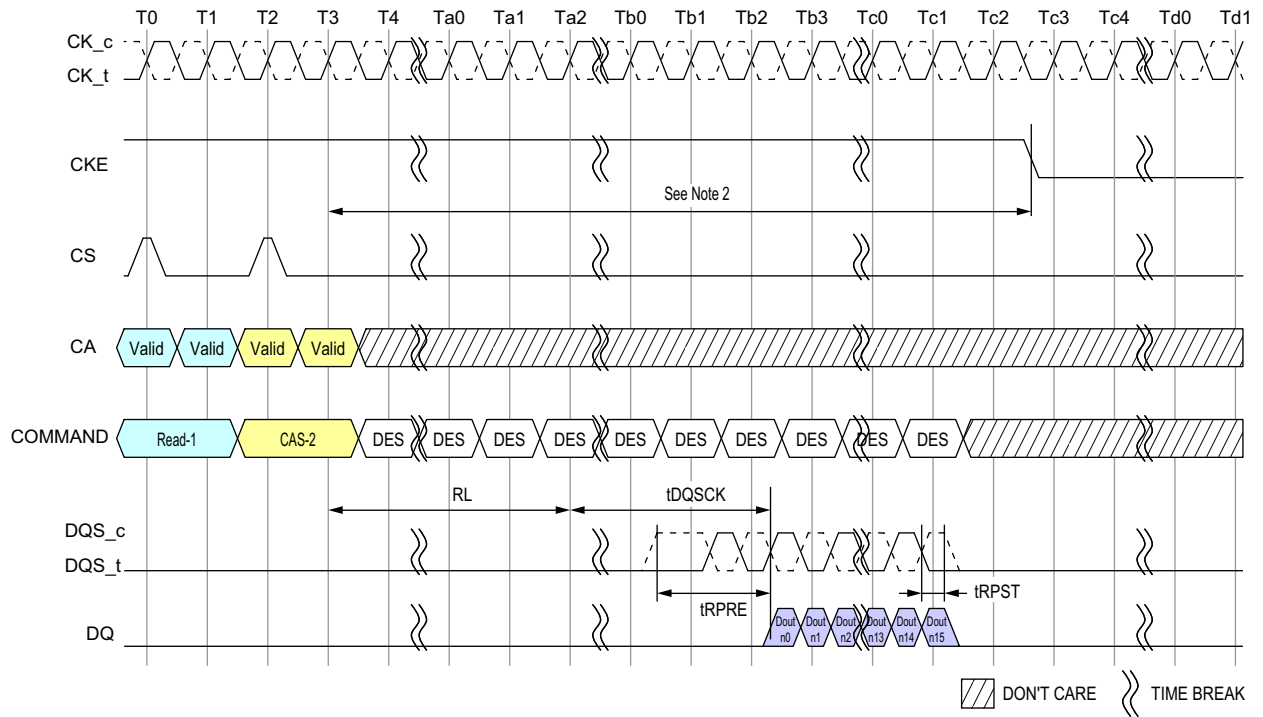 T0 T1 T2 T3 T4 Ta0 Ta1 Ta2 Tb0 Tb1 Tb2 Tb3 Tc0 Tc1 Tc2 Tc3 Tc4 Td0 Td1
CK_c
CK_t
CKE
See Note 2
CS
CA Valid Valid Valid Valid
COMMAND Read-1 CAS-2 DES DES DES DES DES DES DES DES DES DES
RL tDQSCK
DQS_c
DQS_t
tRPRE tRPST
DQ
Dout n0
Dout n1
Dout n2
Dout n13
Dout n14
Dout n15
DON'T CARE TIME BREAK